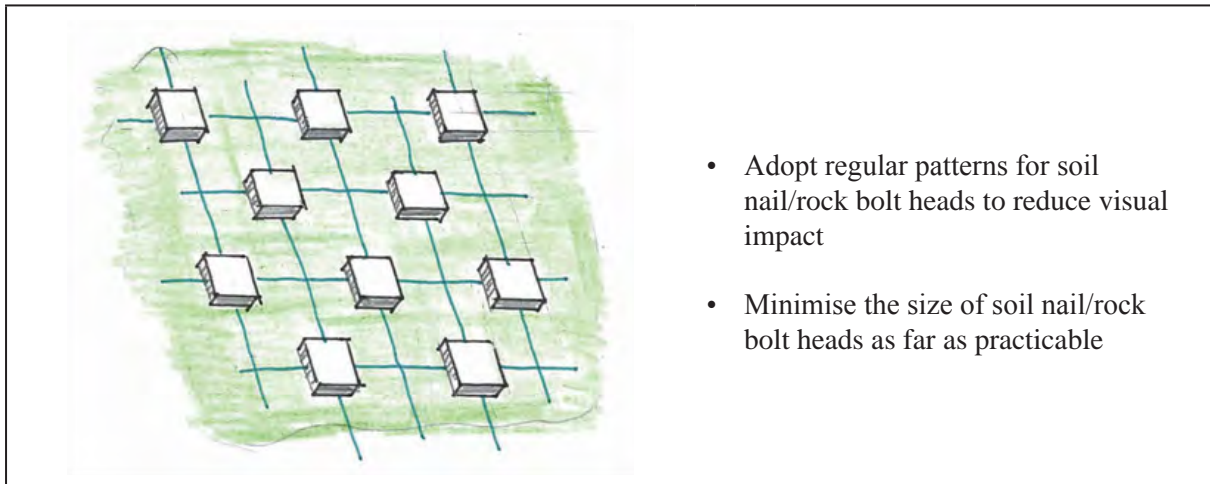 • Adopt regular patterns for soil
nail/rock bolt heads to reduce visual
impact
• Minimise the size of soil nail/rock
bolt heads as far as practicable